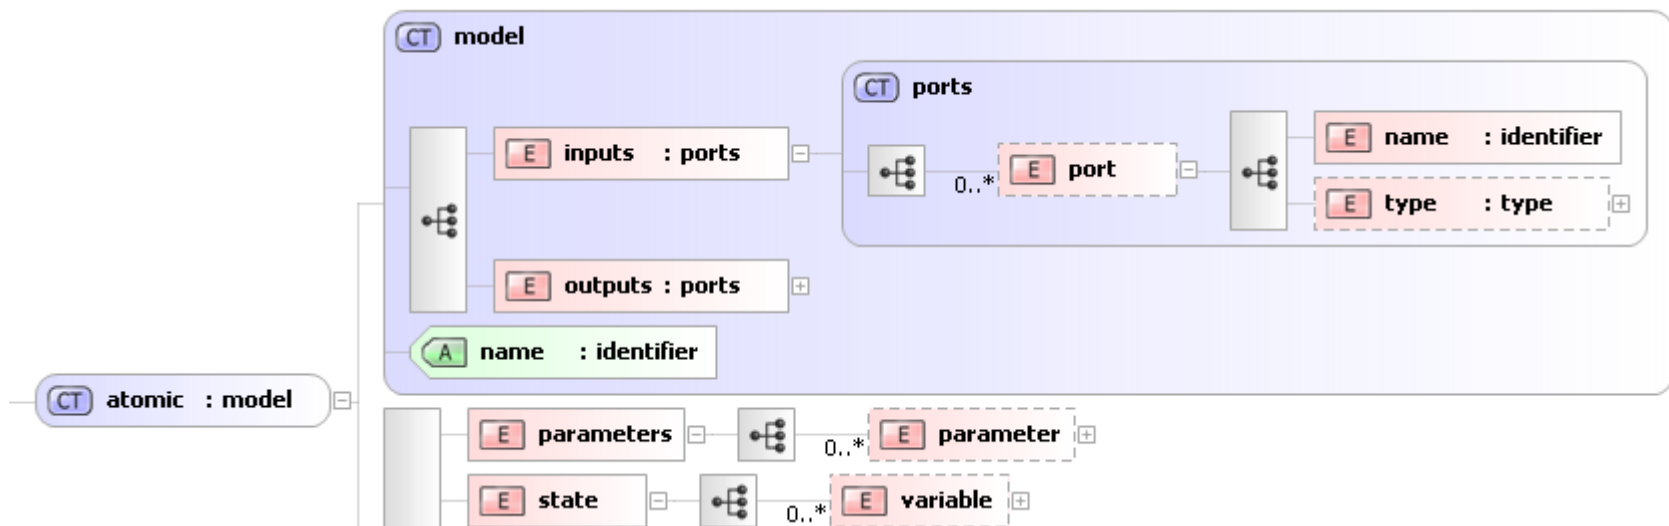 CT model
CT ports
E inputs : ports
0..*
E port
E name : identifier
E type : type
E outputs : ports
A name : identifier
CT atomic : model
E parameters
0..*
E parameter
E state
0..*
E variable